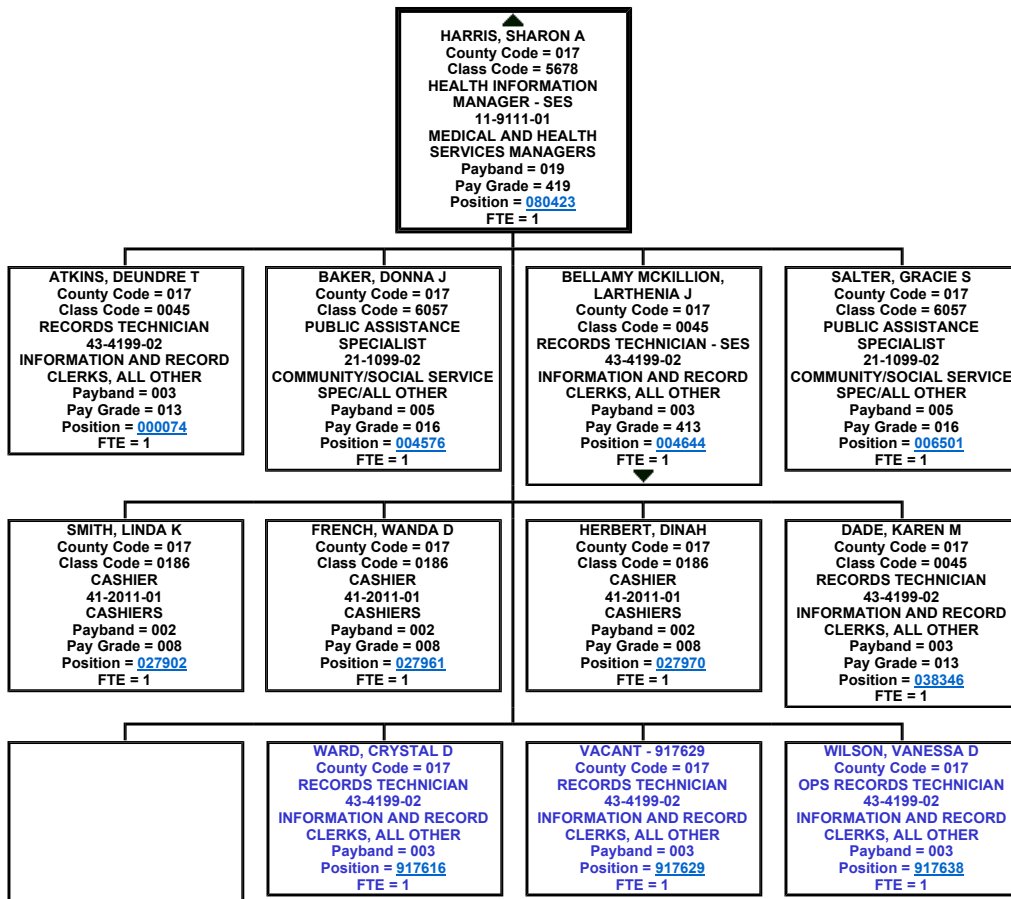 HARRIS, SHARON A
County Code = 017
Class Code = 5678
HEALTH INFORMATION
MANAGER - SES
11-9111-01
MEDICAL AND HEALTH
SERVICES MANAGERS
Payband = 019
Pay Grade = 419
Position = 080423
FTE = 1
ATKINS, DEUNDRE T
County Code = 017
Class Code = 0045
RECORDS TECHNICIAN
43-4199-02
INFORMATION AND RECORD
CLERKS, ALL OTHER
Payband = 003
Pay Grade = 013
Position = 000074
FTE = 1
BAKER, DONNA J
County Code = 017
Class Code = 6057
PUBLIC ASSISTANCE
SPECIALIST
21-1099-02
COMMUNITY/SOCIAL SERVICE
SPEC/ALL OTHER
Payband = 005
Pay Grade = 016
Position = 004576
FTE = 1
BELLAMY MCKILLION,
LARTHENIA J
County Code = 017
Class Code = 0045
RECORDS TECHNICIAN - SES
43-4199-02
INFORMATION AND RECORD
CLERKS, ALL OTHER
Payband = 003
Pay Grade = 413
Position = 004644
FTE = 1
SALTER, GRACIE S
County Code = 017
Class Code = 6057
PUBLIC ASSISTANCE
SPECIALIST
21-1099-02
COMMUNITY/SOCIAL SERVICE
SPEC/ALL OTHER
Payband = 005
Pay Grade = 016
Position = 006501
FTE = 1
SMITH, LINDA K
County Code = 017
Class Code = 0186
CASHIER
41-2011-01
CASHIERS
Payband = 002
Pay Grade = 008
Position = 027902
FTE = 1
FRENCH, WANDA D
County Code = 017
Class Code = 0186
CASHIER
41-2011-01
CASHIERS
Payband = 002
Pay Grade = 008
Position = 027961
FTE = 1
HERBERT, DINAH
County Code = 017
Class Code = 0186
CASHIER
41-2011-01
CASHIERS
Payband = 002
Pay Grade = 008
Position = 027970
FTE = 1
DADE, KAREN M
County Code = 017
Class Code = 0045
RECORDS TECHNICIAN
43-4199-02
INFORMATION AND RECORD
CLERKS, ALL OTHER
Payband = 003
Pay Grade = 013
Position = 038346
FTE = 1
WARD, CRYSTAL D
County Code = 017
RECORDS TECHNICIAN
43-4199-02
INFORMATION AND RECORD
CLERKS, ALL OTHER
Payband = 003
Position = 917616
FTE = 1
VACANT - 917629
County Code = 017
RECORDS TECHNICIAN
43-4199-02
INFORMATION AND RECORD
CLERKS, ALL OTHER
Payband = 003
Position = 917629
FTE = 1
WILSON, VANESSA D
County Code = 017
OPS RECORDS TECHNICIAN
43-4199-02
INFORMATION AND RECORD
CLERKS, ALL OTHER
Payband = 003
Position = 917638
FTE = 1